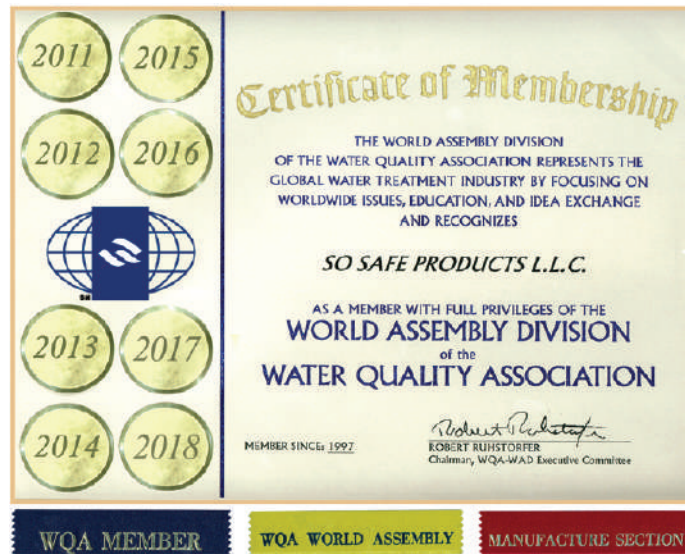 2011 2015
2012 2016
SM
2013 2017
2014 2018
Certificate of Membership
THE WORLD ASSEMBLY DIVISION
OF THE WATER QUALITY ASSOCIATION REPRESENTS THE
GLOBAL WATER TREATMENT INDUSTRY BY FOCUSING ON
WORLDWIDE ISSUES, EDUCATION, AND IDEA EXCHANGE
AND RECOGNIZES
SO SAFE PRODUCTS L.L.C.
AS A MEMBER WITH FULL PRIVILEGES OF THE
WORLD ASSEMBLY DIVISION
of the
WATER QUALITY ASSOCIATION
Robert Ruhstorfer
MEMBER SINCE: 1997
ROBERT RUHSTORFER
Chairman, WQA-WAD Executive Committee
WQA MEMBER
WQA WORLD ASSEMBLY
MANUFACTURE SECTION